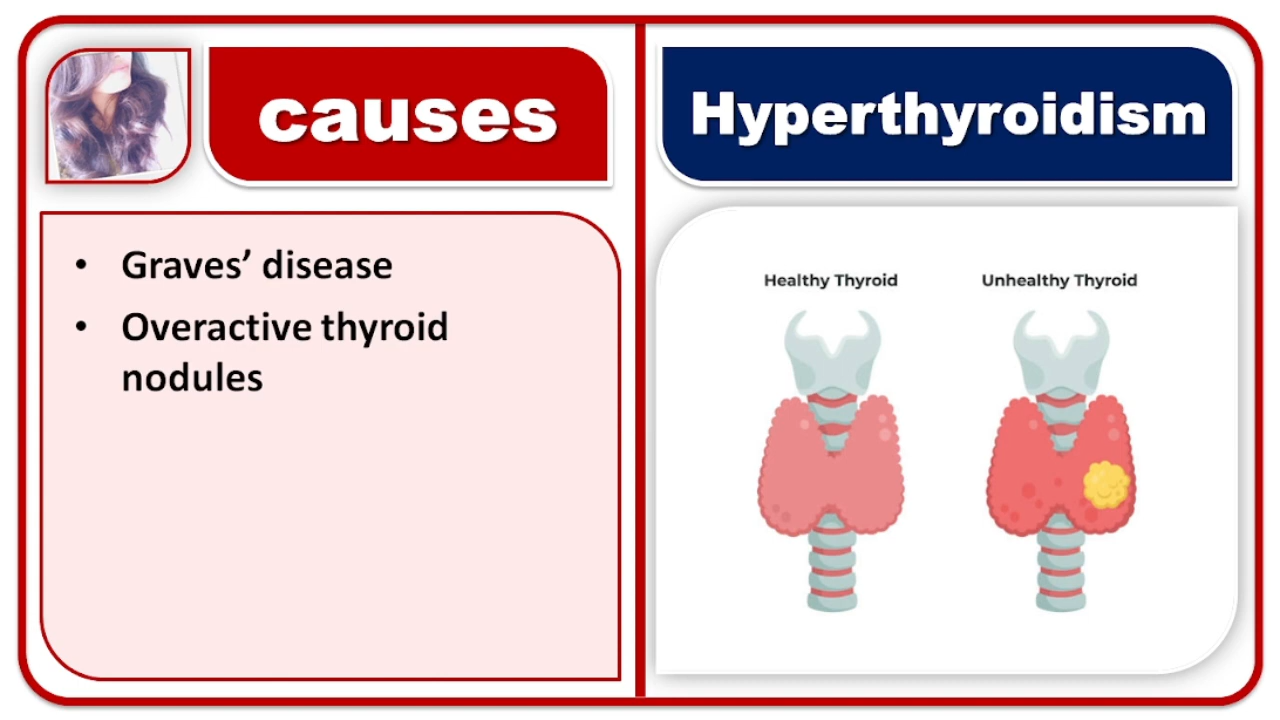 causes
Hyperthyroidism
• Graves’ disease
• Overactive thyroid
nodules
Healthy Thyroid
Unhealthy Thyroid